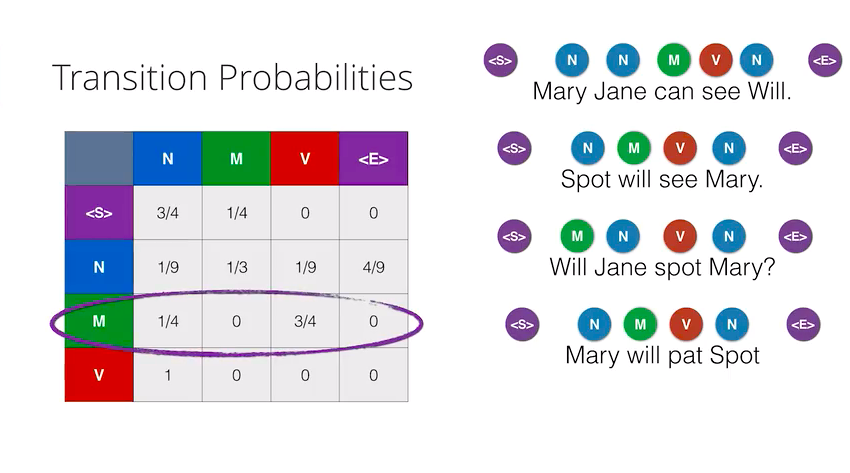 Transition Probabilities
N M V <E>
<S> 3/4 1/4 0 0
N 1/9 1/3 1/9 4/9
M 1/4 0 3/4 0
V 1 0 0 0
<S> N N M V N <E>
Mary Jane can see Will.
<S> N M V N <E>
Spot will see Mary.
<S> M N V N <E>
Will Jane spot Mary?
<S> N M V N <E>
Mary will pat Spot